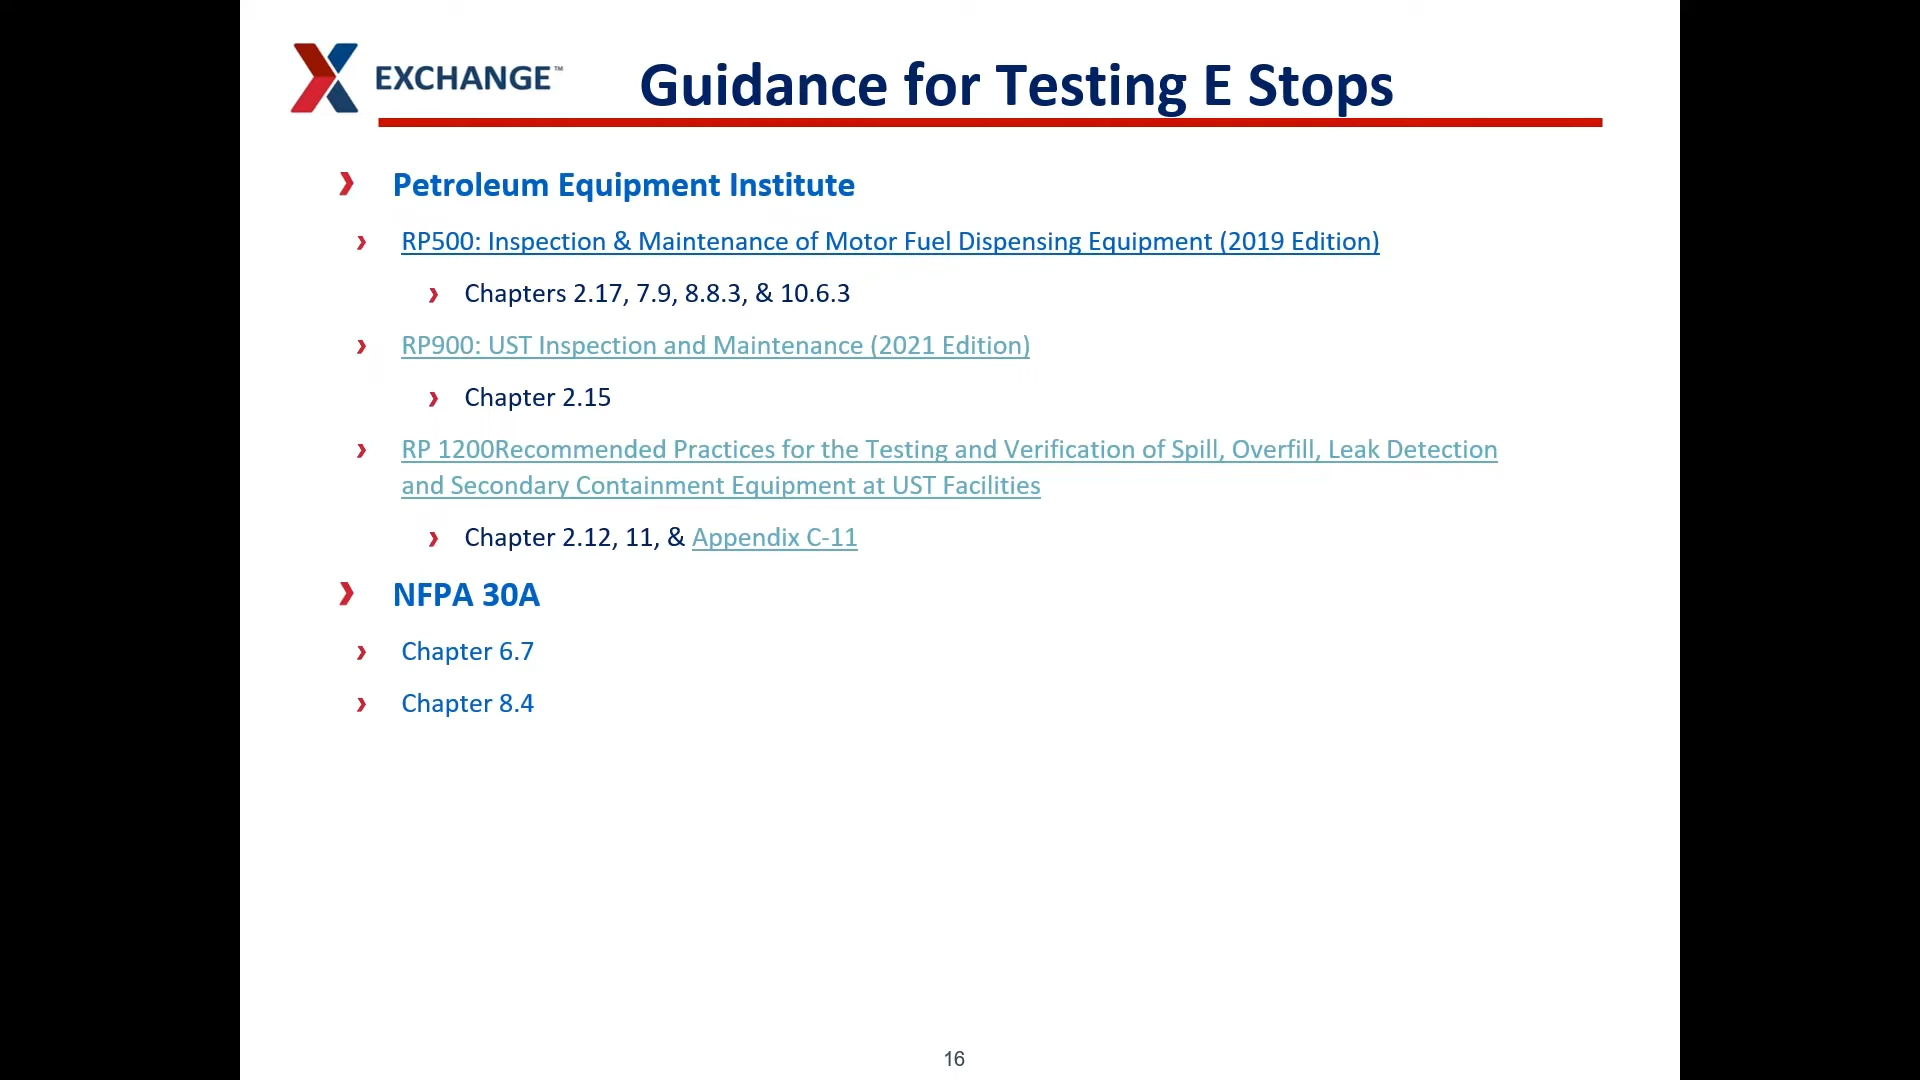 EXCHANGE™
Guidance for Testing E Stops
Petroleum Equipment Institute
RP500: Inspection & Maintenance of Motor Fuel Dispensing Equipment (2019 Edition)
Chapters 2.17, 7.9, 8.8.3, & 10.6.3
RP900: UST Inspection and Maintenance (2021 Edition)
Chapter 2.15
RP 1200Recommended Practices for the Testing and Verification of Spill, Overfill, Leak Detection
and Secondary Containment Equipment at UST Facilities
Chapter 2.12, 11, & Appendix C-11
NFPA 30A
Chapter 6.7
Chapter 8.4
16